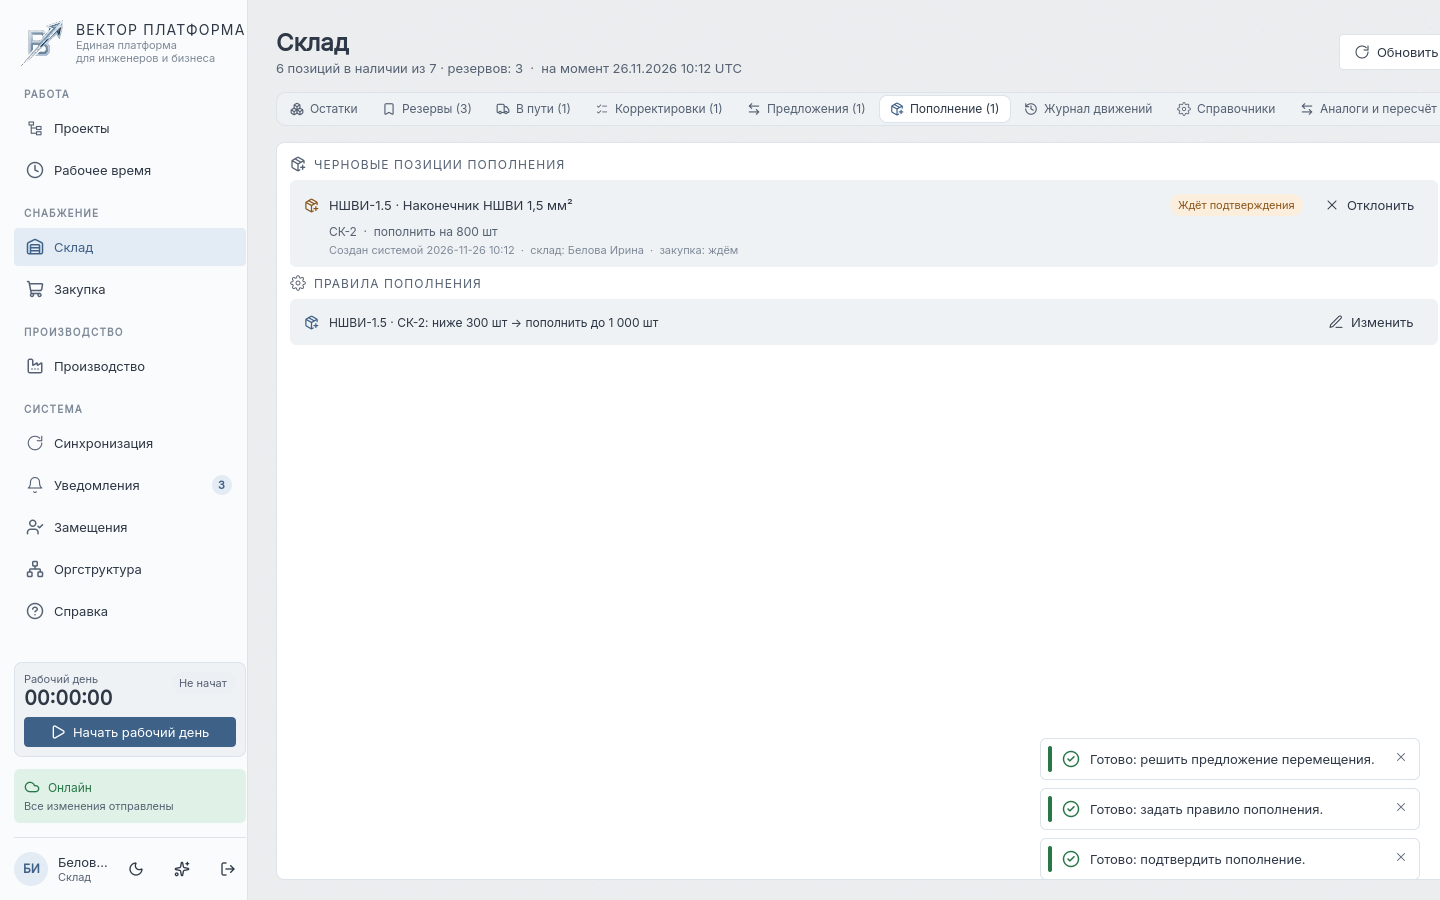 ВЕКТОР ПЛАТФОРМА
Единая платформа
для инженеров и бизнеса
РАБОТА
Проекты
Рабочее время
СНАБЖЕНИЕ
Склад
Закупка
ПРОИЗВОДСТВО
Производство
СИСТЕМА
Синхронизация
Уведомления 3
Замещения
Оргструктура
Справка
Рабочий день
Не начат
00:00:00
Начать рабочий день
Онлайн
Все изменения отправлены
БИ
Белов...
Склад
Склад
6 позиций в наличии из 7 · резервов: 3 · на момент 26.11.2026 10:12 UTC
Обновить
Остатки Резервы (3) В пути (1) Корректировки (1) Предложения (1) Пополнение (1) Журнал движений Справочники Аналоги и пересчёт
ЧЕРНОВЫЕ ПОЗИЦИИ ПОПОЛНЕНИЯ
НШВИ-1.5 · Наконечник НШВИ 1,5 мм²
Ждёт подтверждения
Отклонить
СК-2 · пополнить на 800 шт
Создан системой 2026-11-26 10:12 · склад: Белова Ирина · закупка: ждём
ПРАВИЛА ПОПОЛНЕНИЯ
НШВИ-1.5 · СК-2: ниже 300 шт → пополнить до 1 000 шт
Изменить
Готово: решить предложение перемещения.
Готово: задать правило пополнения.
Готово: подтвердить пополнение.